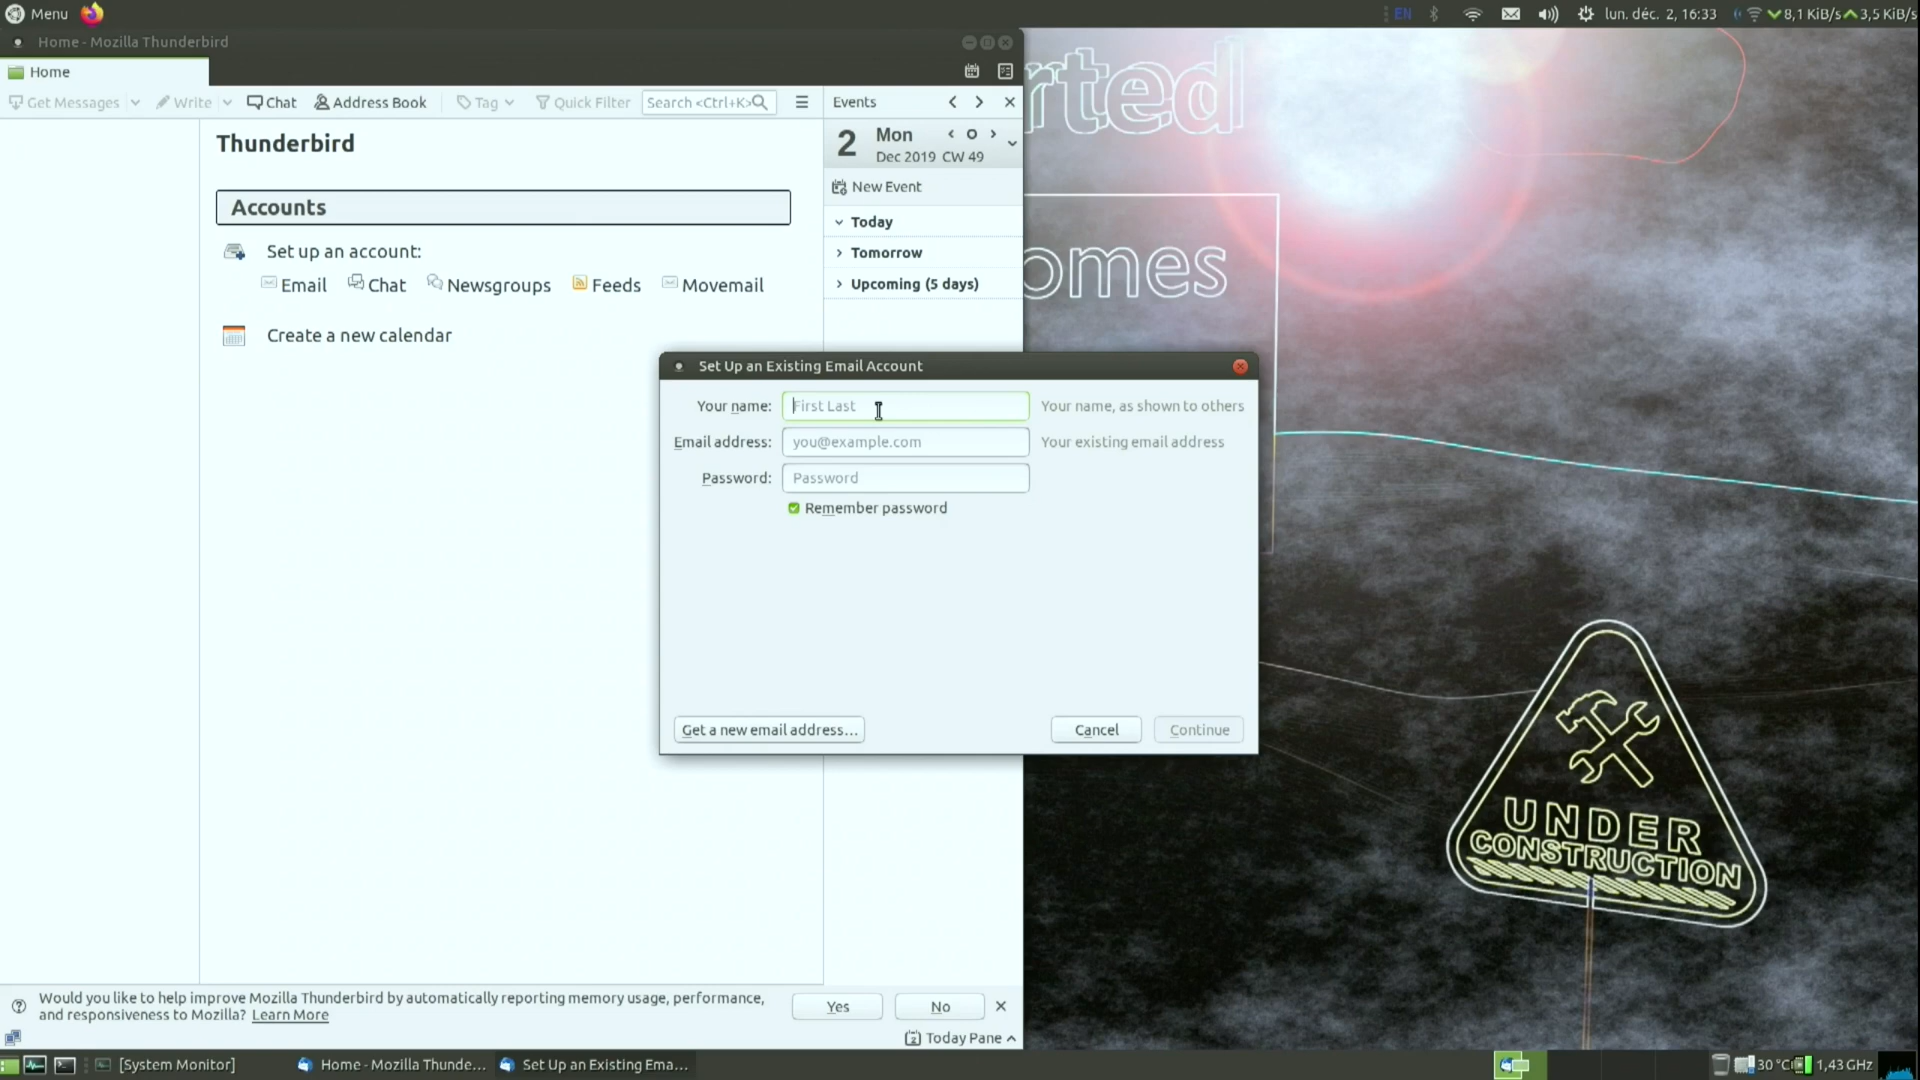 Menu
EN
lun. déc. 2, 16:33
8,1 KiB/s
3,5 KiB/s
Home - Mozilla Thunderbird
Home
Get Messages
Write
Chat
Address Book
Tag
Quick Filter
Search <Ctrl+K>
Events
Thunderbird
2
Mon
Dec 2019 CW 49
New Event
Accounts
Today
Set up an account:
Tomorrow
Email
Chat
Newsgroups
Feeds
Movemail
Upcoming (5 days)
Create a new calendar
rted
omes
Set Up an Existing Email Account
Your name:
First Last
Your name, as shown to others
Email address:
you@example.com
Your existing email address
Password:
Password
Remember password
Get a new email address...
Cancel
Continue
UNDER
CONSTRUCTION
Would you like to help improve Mozilla Thunderbird by automatically reporting memory usage, performance,
and responsiveness to Mozilla? Learn More
Yes
No
Today Pane
[System Monitor]
Home - Mozilla Thunde...
Set Up an Existing Ema...
30 °C
1,43 GHz